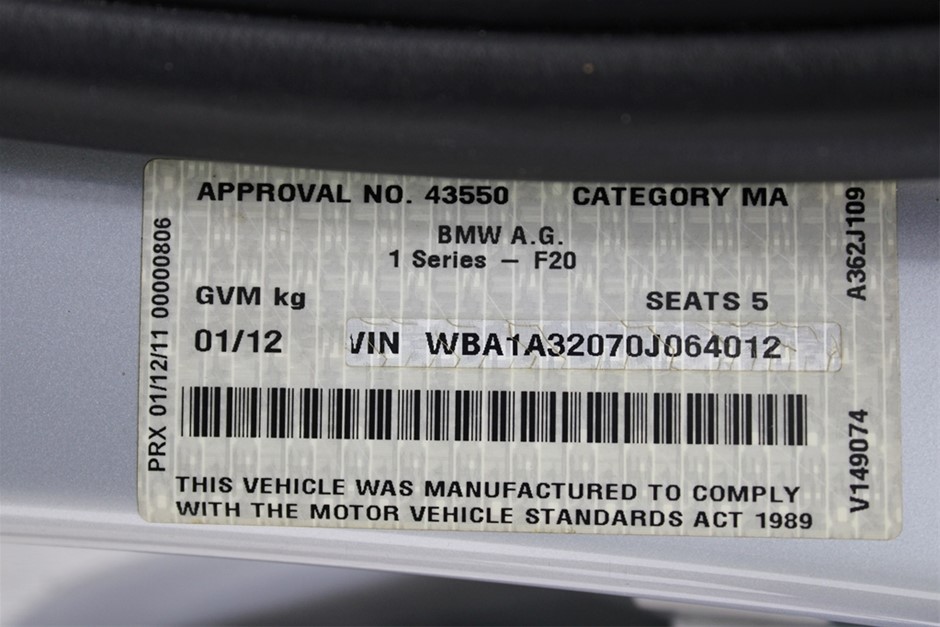 APPROVAL NO. 43550 CATEGORY MA
BMW A.G.
1 Series – F20
GVM kg SEATS 5
01/12 VIN WBA1A32070J064012
THIS VEHICLE WAS MANUFACTURED TO COMPLY
WITH THE MOTOR VEHICLE STANDARDS ACT 1989
PRX 01/12/11 00000806
A362J109
V149074